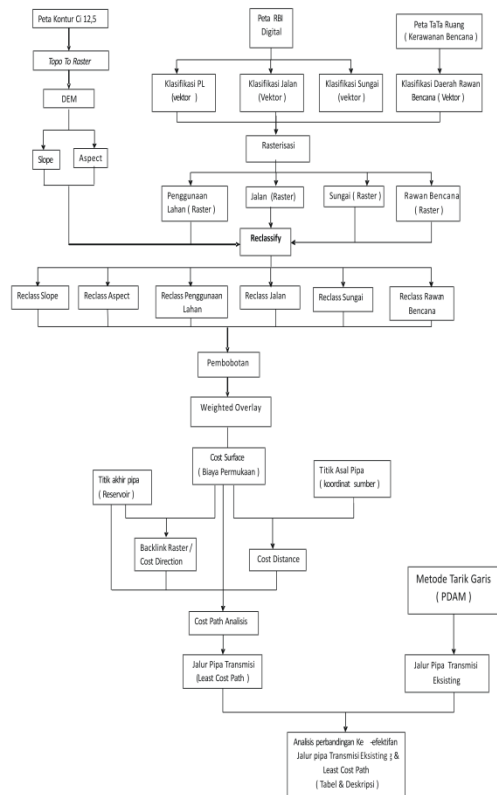 Peta Kontur Ci 12,5
Topo To Raster
DEM
Slope
Aspect
Peta RBI
Digital
Peta TaTa Ruang
( Kerawanan Bencana )
Klasifikasi PL
(vektor )
Klasifikasi Jalan
(Vektor )
Klasifikasi Sungai
(vektor )
Klasifikasi Daerah Rawan
Bencana ( Vektor )
Rasterisasi
Penggunaan
Lahan ( Raster )
Jalan (Raster)
Sungai ( Raster )
Rawan Bencana
( Raster )
Reclassify
Reclass Slope
Reclass Aspect
Reclass Penggunaan
Lahan
Reclass Jalan
Reclass Sungai
Reclass Rawan
Bencana
Pembobotan
Weighted Overlay
Cost Surface
( Biaya Permukaan )
Titik akhir pipa
( Reservoir )
Titik Asal Pipa
( koordinat sumber )
Backlink Raster /
Cost Direction
Cost Distance
Metode Tarik Garis
( PDAM )
Cost Path Analisis
Jalur Pipa Transmisi
(Least Cost Path )
Jalur Pipa Transmisi
Eksisting
Analisis perbandingan Ke -efektifan
Jalur pipa Transmisi Eksisting g &
Least Cost Path
( Tabel & Deskripsi )